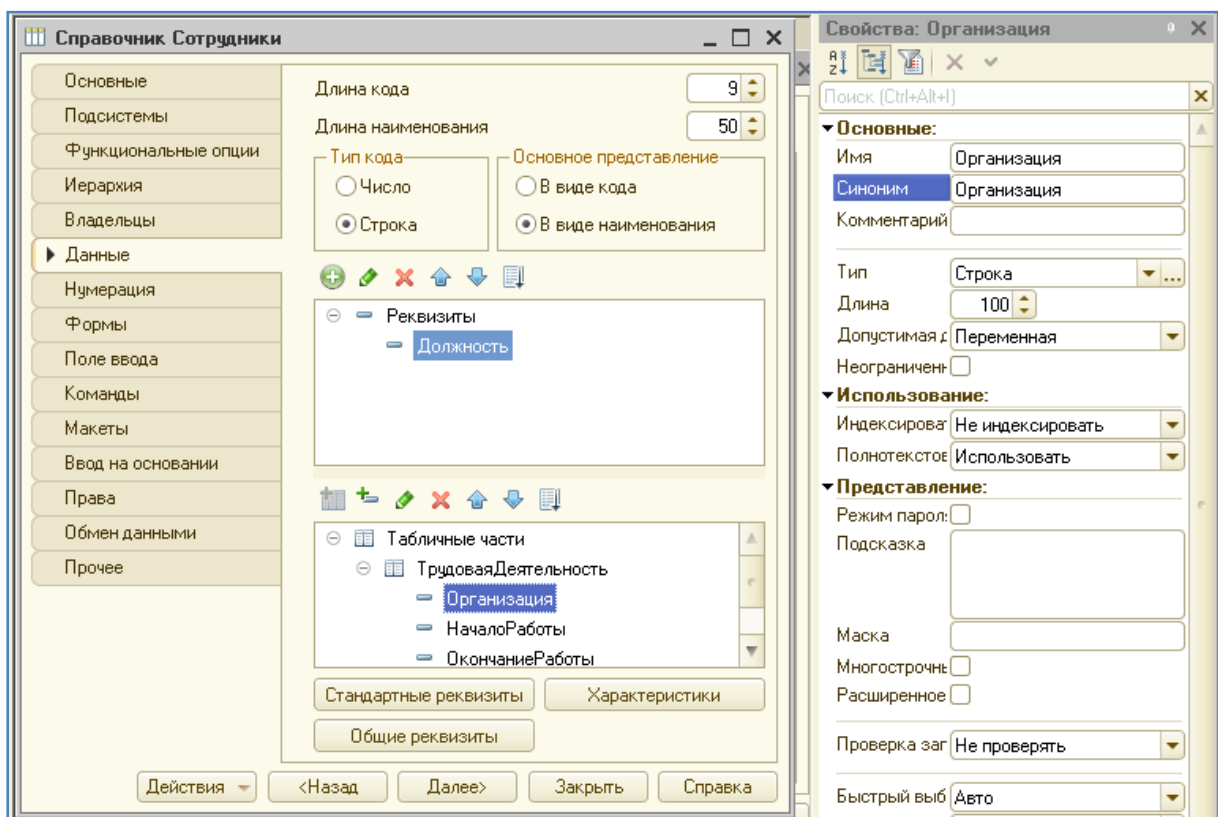 Справочник Сотрудники
Основные
Подсистемы
Функциональные опции
Иерархия
Владельцы
Данные
Нумерация
Формы
Поле ввода
Команды
Макеты
Ввод на основании
Права
Обмен данными
Прочее
Длина кода 9
Длина наименования 50
Тип кода
Число
Строка
Основное представление
В виде кода
В виде наименования
Реквизиты
Должность
Табличные части
ТрудоваяДеятельность
Организация
НачалоРаботы
ОкончаниеРаботы
Стандартные реквизиты Характеристики
Общие реквизиты
Действия <Назад Далее> Закрыть Справка
Свойства: Организация
Поиск (Ctrl+Alt+I)
Основные:
Имя Организация
Синоним Организация
Комментарий
Тип Строка ...
Длина 100
Допустимая д Переменная
Неограниченн
Использование:
Индексироват Не индексировать
Полнотекстов Использовать
Представление:
Режим пароля
Подсказка
Маска
Многострочны
Расширенное
Проверка зап Не проверять
Быстрый выб Авто